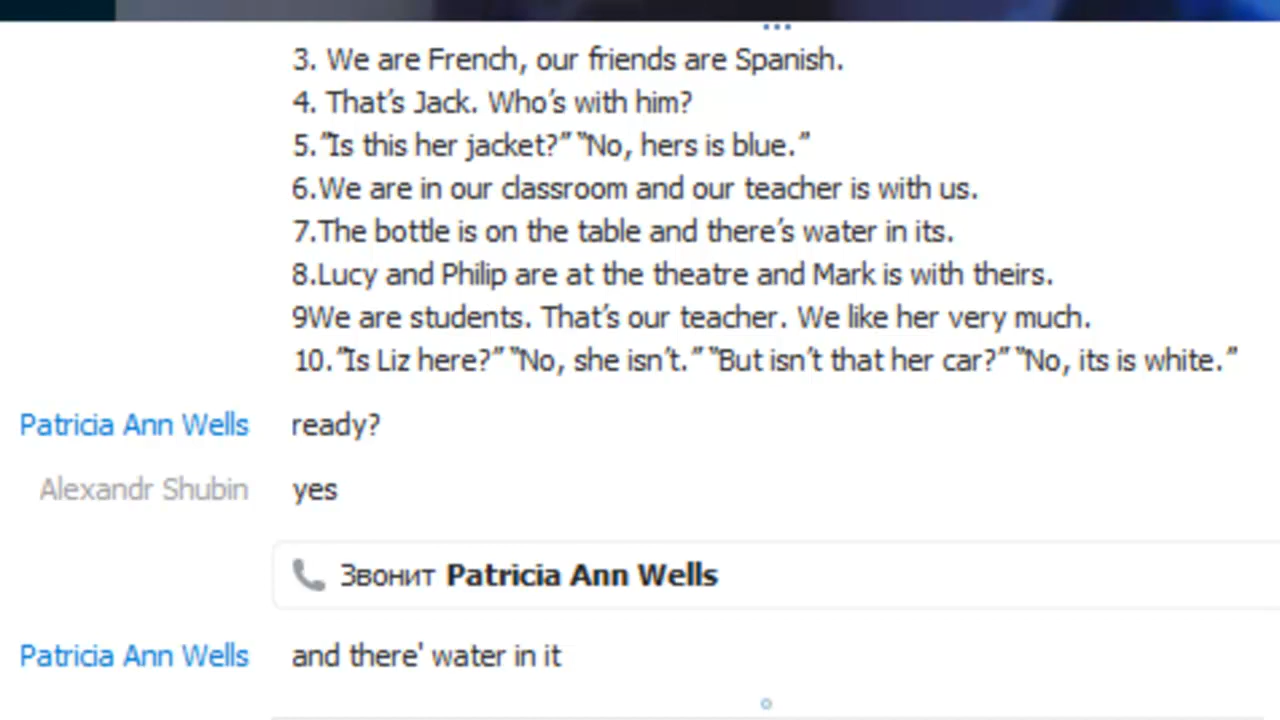 3. We are French, our friends are Spanish.
4. That's Jack. Who's with him?
5.”Is this her jacket?” “No, hers is blue.”
6.We are in our classroom and our teacher is with us.
7.The bottle is on the table and there's water in its.
8.Lucy and Philip are at the theatre and Mark is with theirs.
9We are students. That's our teacher. We like her very much.
10.”Is Liz here?” “No, she isn't.” “But isn't that her car?” “No, its is white.”
Patricia Ann Wells ready?
Alexandr Shubin yes
Звонит Patricia Ann Wells
Patricia Ann Wells and there' water in it